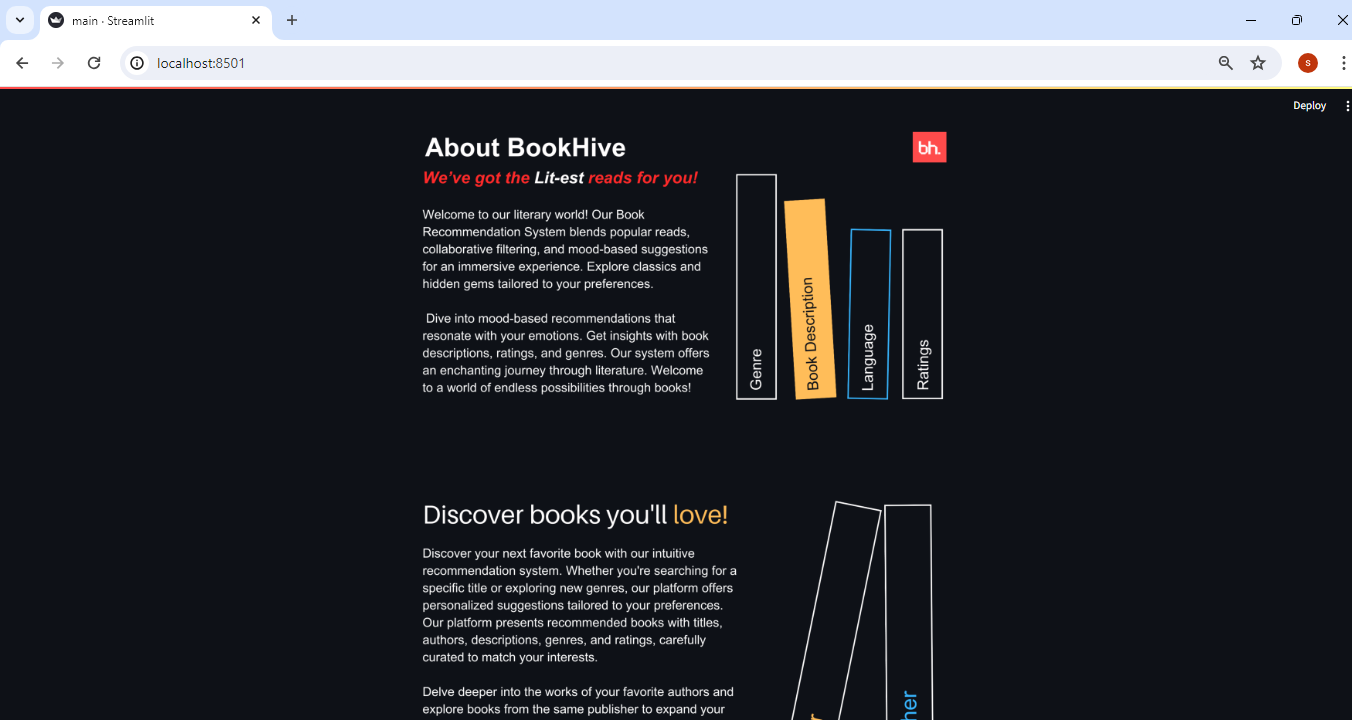 main · Streamlit
localhost:8501
s
Deploy
About BookHive
bh.
We've got the Lit-est reads for you!
Welcome to our literary world! Our Book
Recommendation System blends popular reads,
collaborative filtering, and mood-based suggestions
for an immersive experience. Explore classics and
hidden gems tailored to your preferences.
Dive into mood-based recommendations that
resonate with your emotions. Get insights with book
descriptions, ratings, and genres. Our system offers
an enchanting journey through literature. Welcome
to a world of endless possibilities through books!
Genre
Book Description
Language
Ratings
Discover books you'll love!
Discover your next favorite book with our intuitive
recommendation system. Whether you're searching for a
specific title or exploring new genres, our platform offers
personalized suggestions tailored to your preferences.
Our platform presents recommended books with titles,
authors, descriptions, genres, and ratings, carefully
curated to match your interests.
Delve deeper into the works of your favorite authors and
explore books from the same publisher to expand your